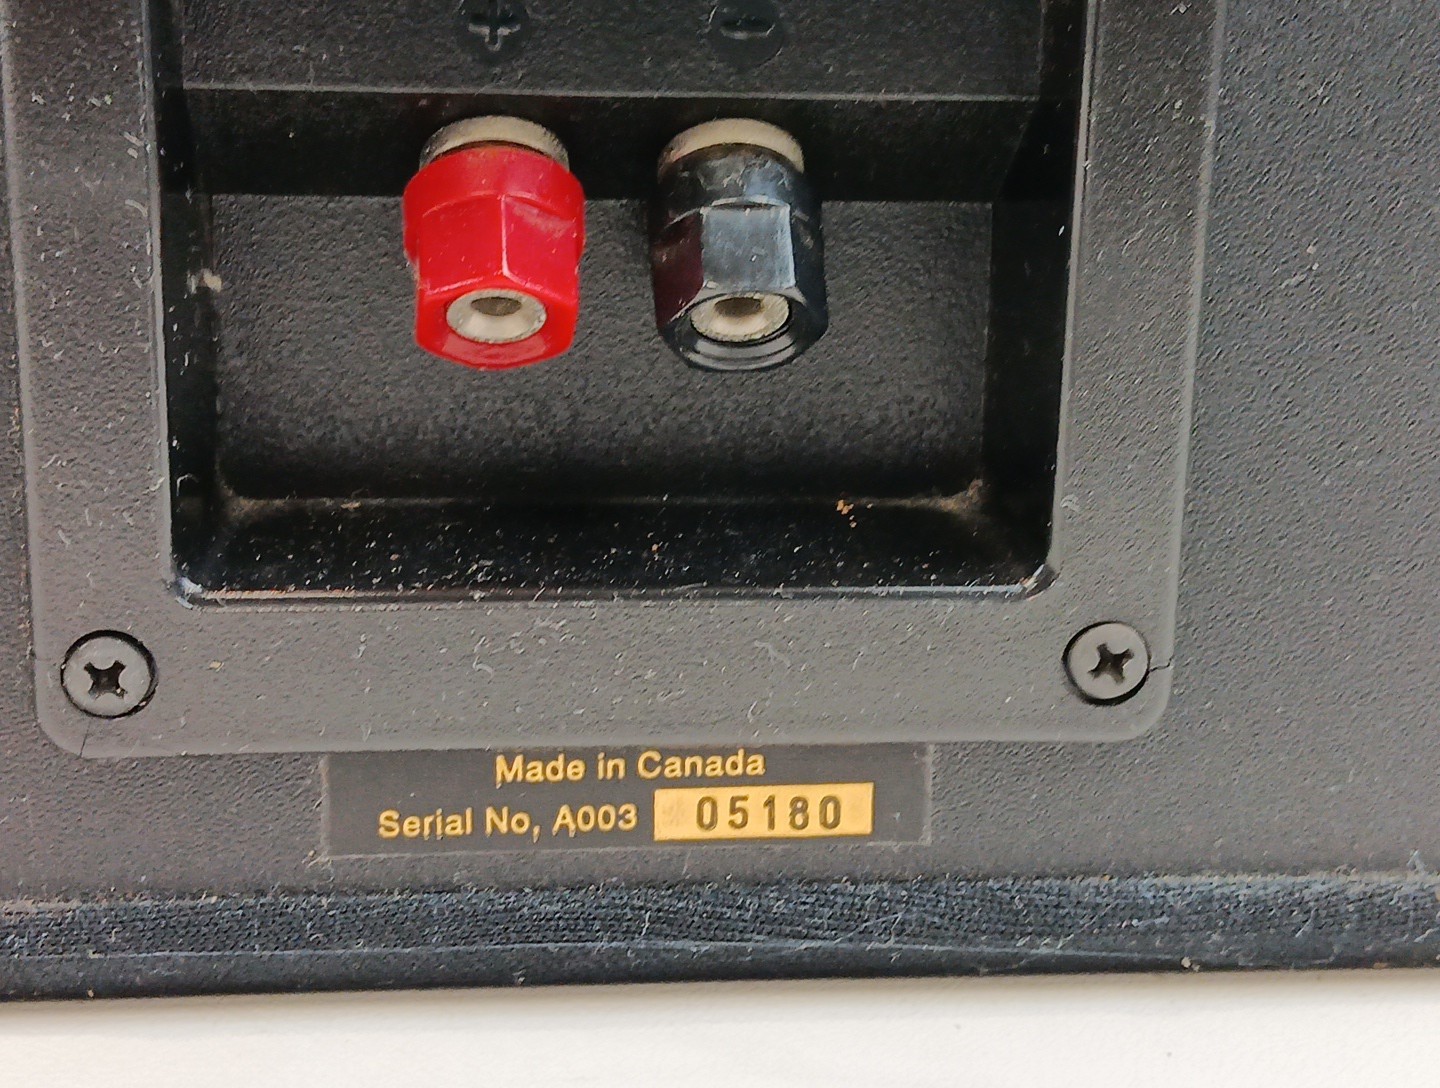 + -
Made in Canada
Serial No, A003 05180